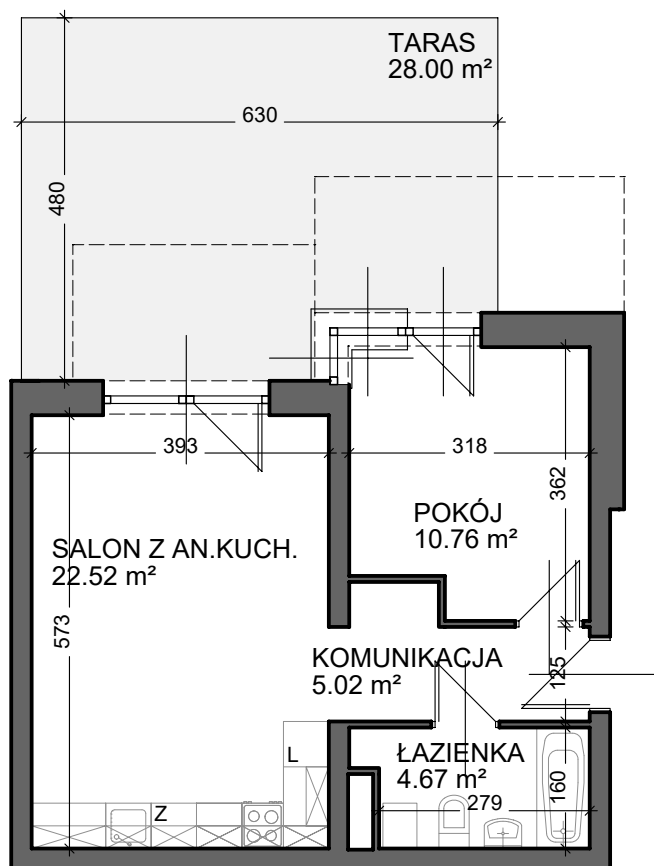 TARAS
28.00 m²
630
480
393
318
362
POKÓJ
10.76 m²
SALON Z AN.KUCH.
22.52 m²
573
KOMUNIKACJA
5.02 m²
125
L
ŁAZIENKA
4.67 m²
160
279
Z